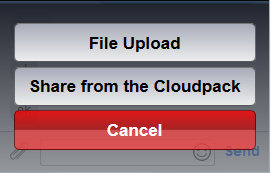 File Upload
Share from the Cloudpack
Cancel
Send